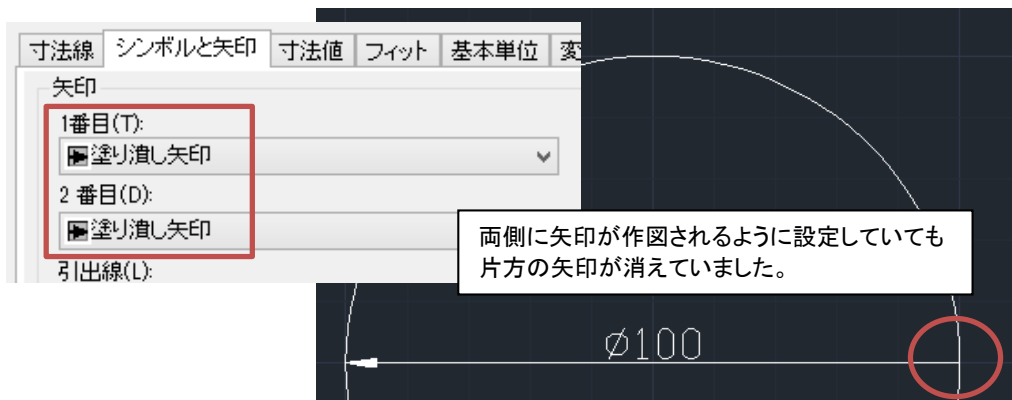 寸法線 シンボルと矢印 寸法値 フィット 基本単位 変
矢印
1番目(T):
塗り潰し矢印
2 番目(D):
塗り潰し矢印
引出線(L):
両側に矢印が作図されるように設定していても
片方の矢印が消えていました。
Ø100